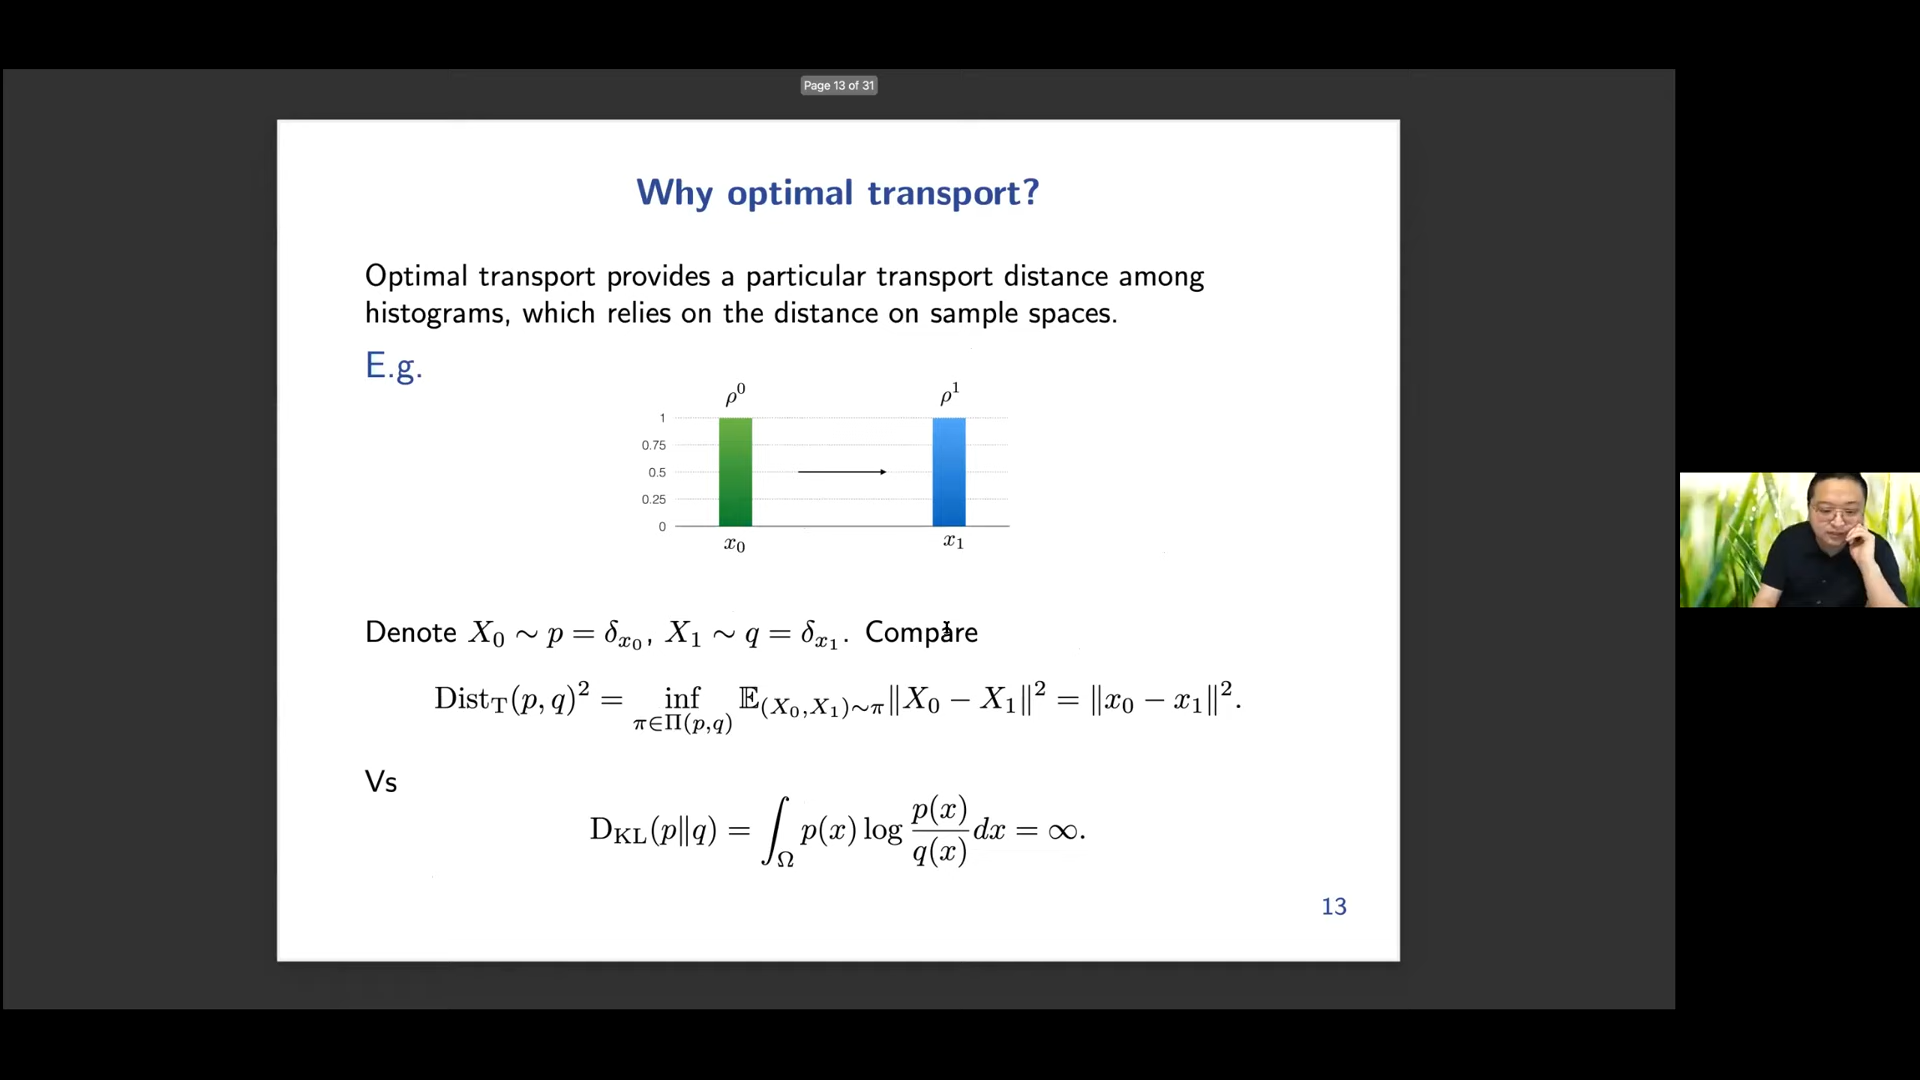 Page 13 of 31
Why optimal transport?
Optimal transport provides a particular transport distance among
histograms, which relies on the distance on sample spaces.
E.g.
ρ⁰ ρ¹
1
0.75
0.5
0.25
0
x₀ x₁
Denote X₀ ∼ p = δ_{x₀}, X₁ ∼ q = δ_{x₁}. Compare
Dist_T(p, q)² = inf_{π∈Π(p,q)} 𝔼_{(X₀,X₁)∼π}‖X₀ − X₁‖² = ‖x₀ − x₁‖².
Vs
D_KL(p‖q) = ∫_Ω p(x) log p(x)/q(x) dx = ∞.
13